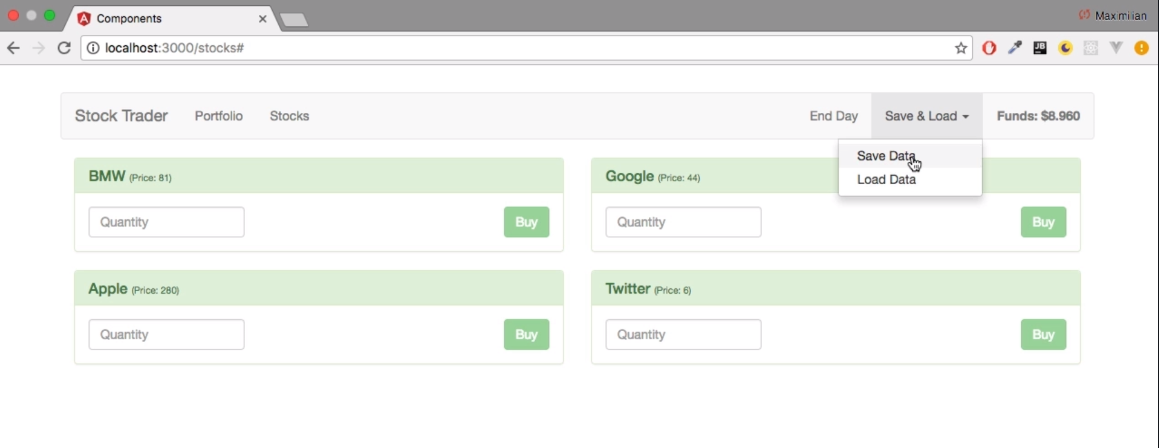 Components
Maximilian
localhost:3000/stocks#
JB
Stock Trader Portfolio Stocks End Day Save & Load Funds: $8.960
Save Data
Load Data
BMW (Price: 81)
Quantity
Buy
Google (Price: 44)
Quantity
Buy
Apple (Price: 280)
Quantity
Buy
Twitter (Price: 6)
Quantity
Buy